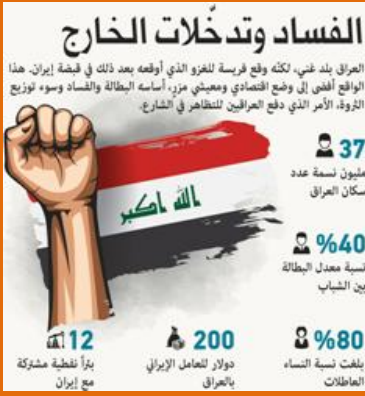 الفساد وتدخّلات الخارج
العراق بلد غني، لكنّه وقع فريسة للغزو الذي أوقعه بعد ذلك في قبضة إيران. هذا
الواقع أفضى إلى وضع اقتصادي ومعيشي مزرٍ، أساسه البطالة والفساد وسوء توزيع
الثروة، الأمر الذي دفع العراقيين للتظاهر في الشارع.
37
مليون نسمة عدد
سكان العراق
الله اكبر
%40
نسبة معدل البطالة
بين الشباب
%80
بلغت نسبة النساء
العاطلات
200
دولار للعامل الإيراني
بالعراق
12
بئراً نفطية مشتركة
مع إيران